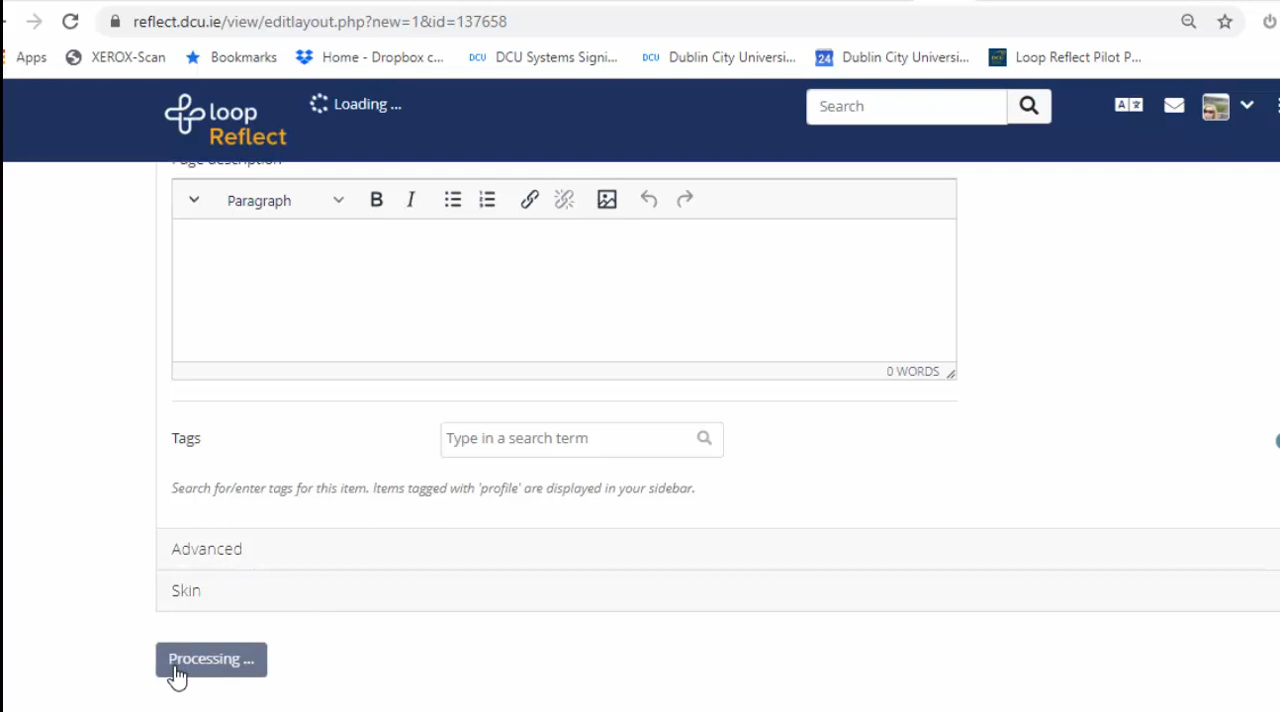 reflect.dcu.ie/view/editlayout.php?new=1&id=137658
Apps XEROX-Scan Bookmarks Home - Dropbox c... DCU DCU Systems Signi... DCU Dublin City Universi... 24 Dublin City Universi... Loop Reflect Pilot P...
loop
Reflect
Loading ...
Search
Page description
Paragraph B I
0 WORDS
Tags
Type in a search term
Search for/enter tags for this item. Items tagged with 'profile' are displayed in your sidebar.
Advanced
Skin
Processing ...